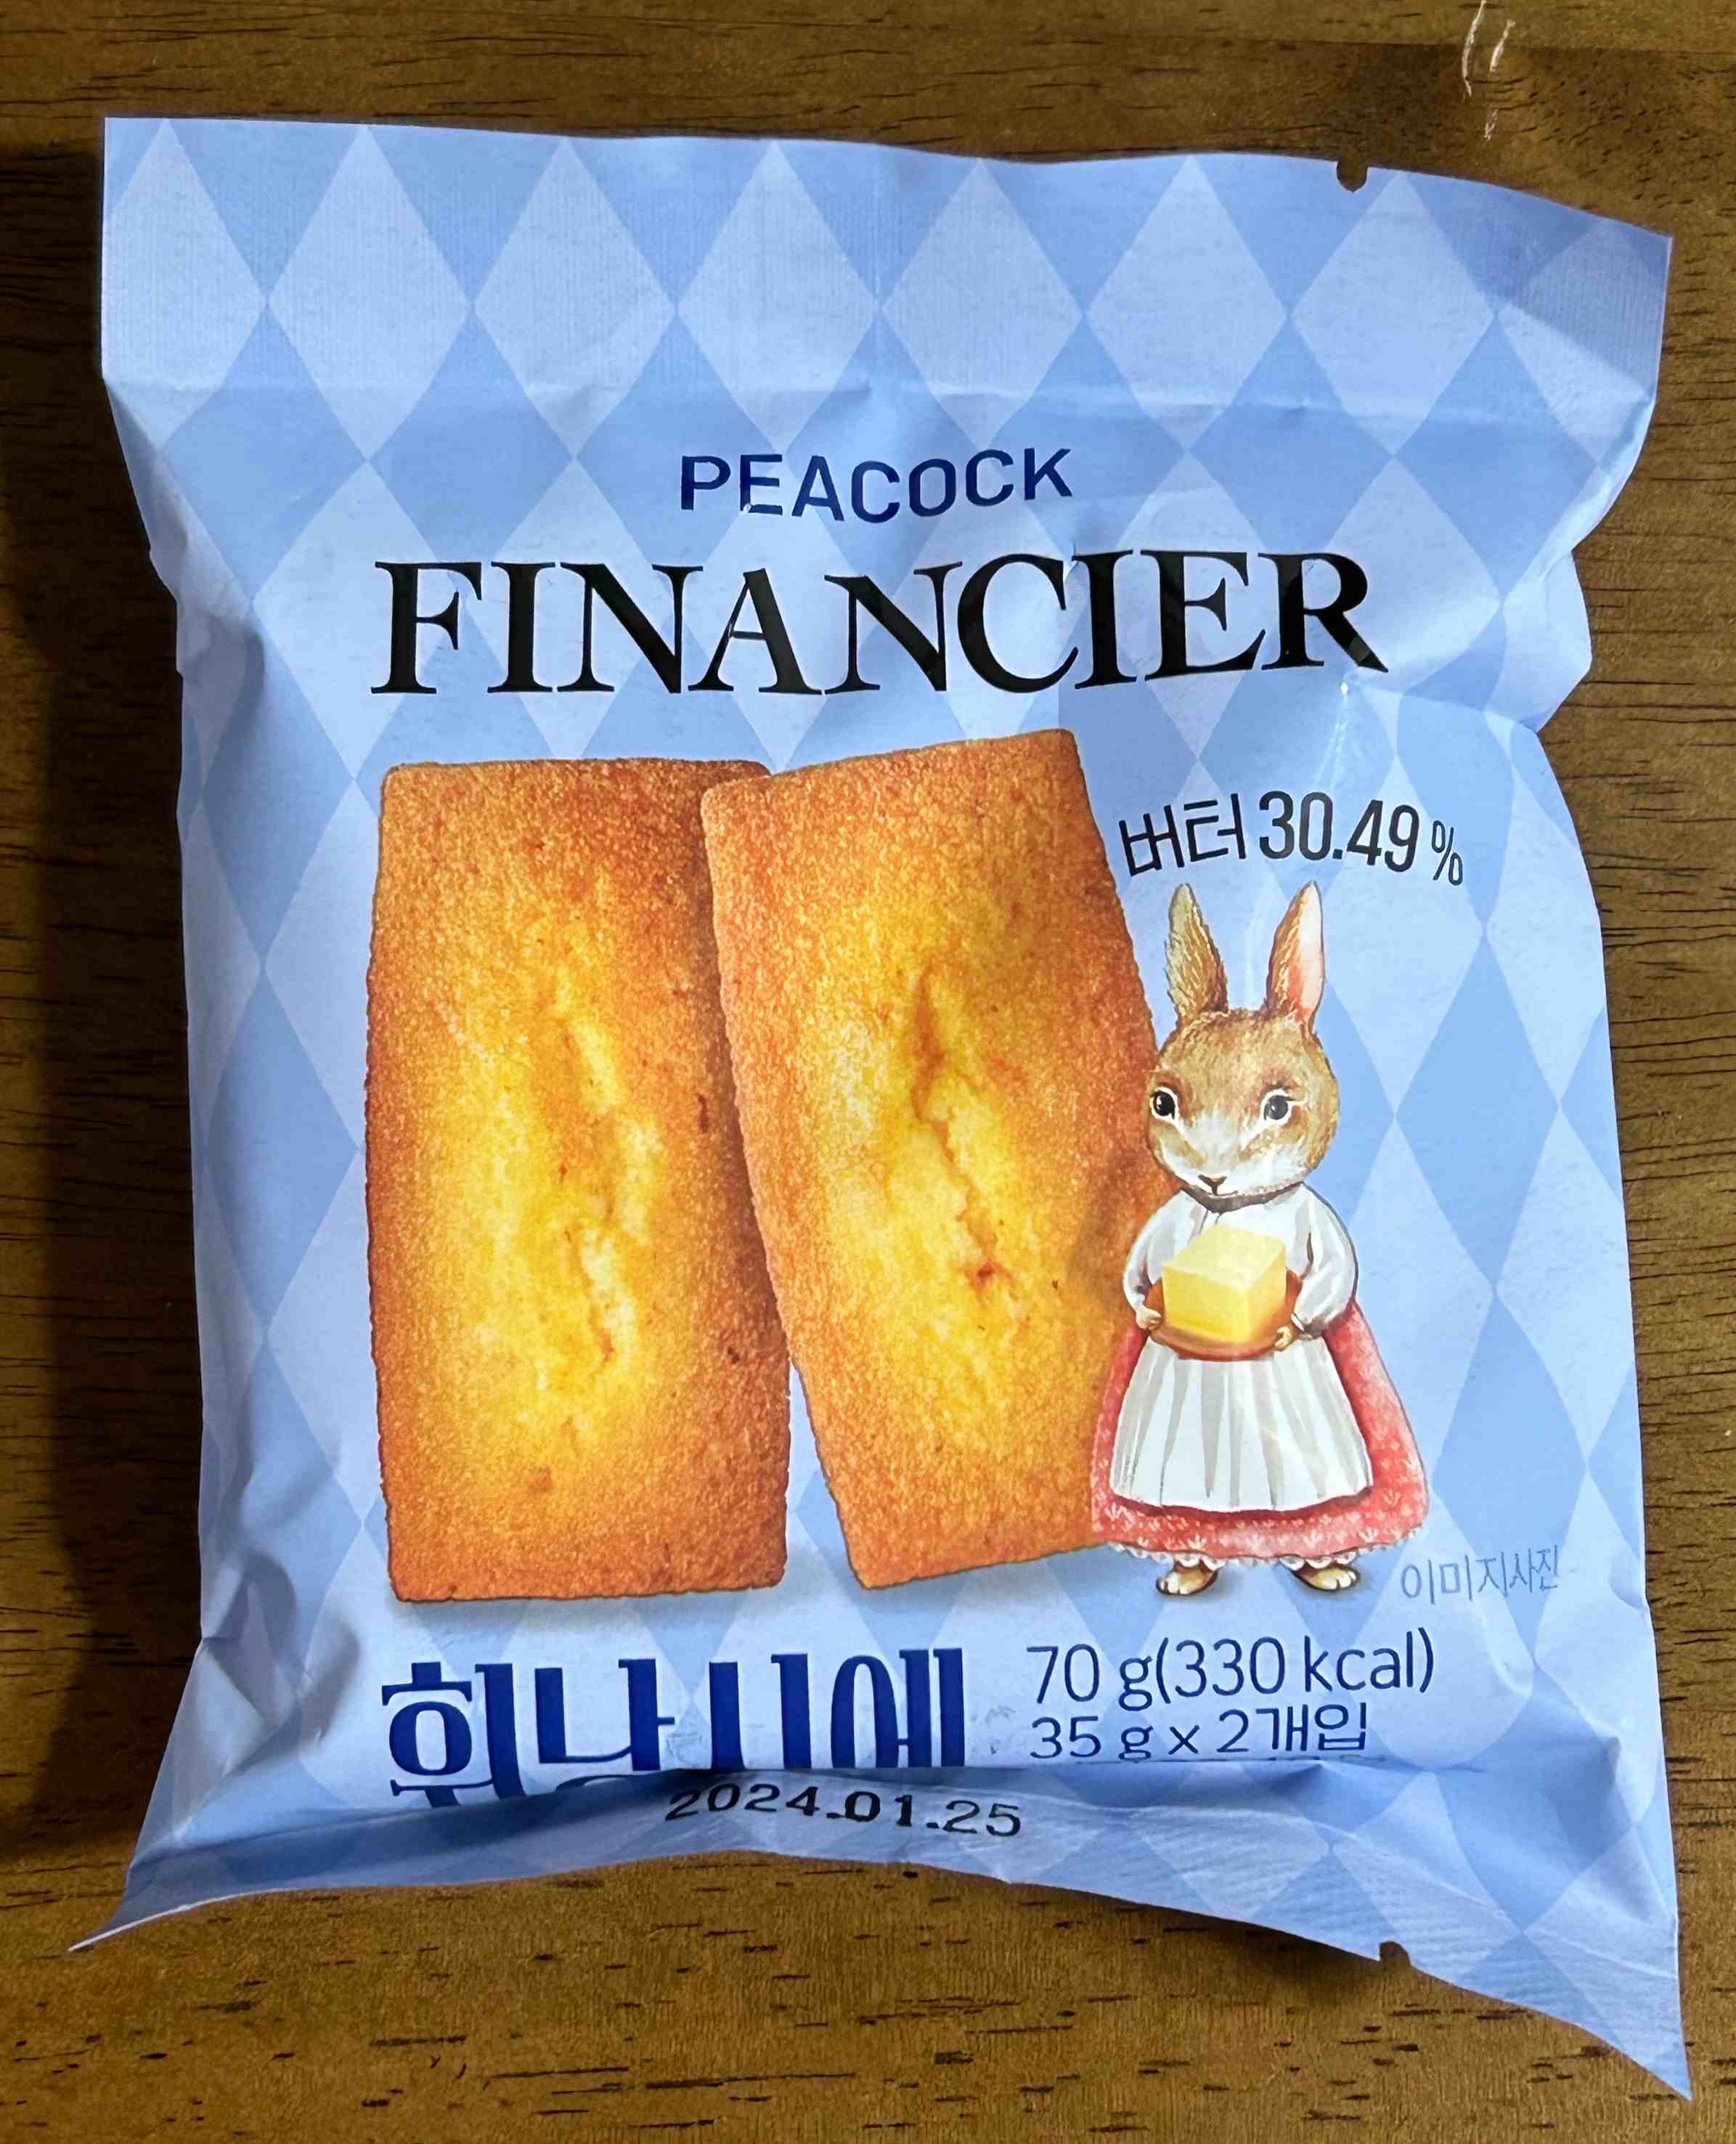 PEACOCK
FINANCIER
버터 30.49 %
이미지사진
휘낭시에
70 g(330 kcal)
35 g x 2개입
2024.01.25